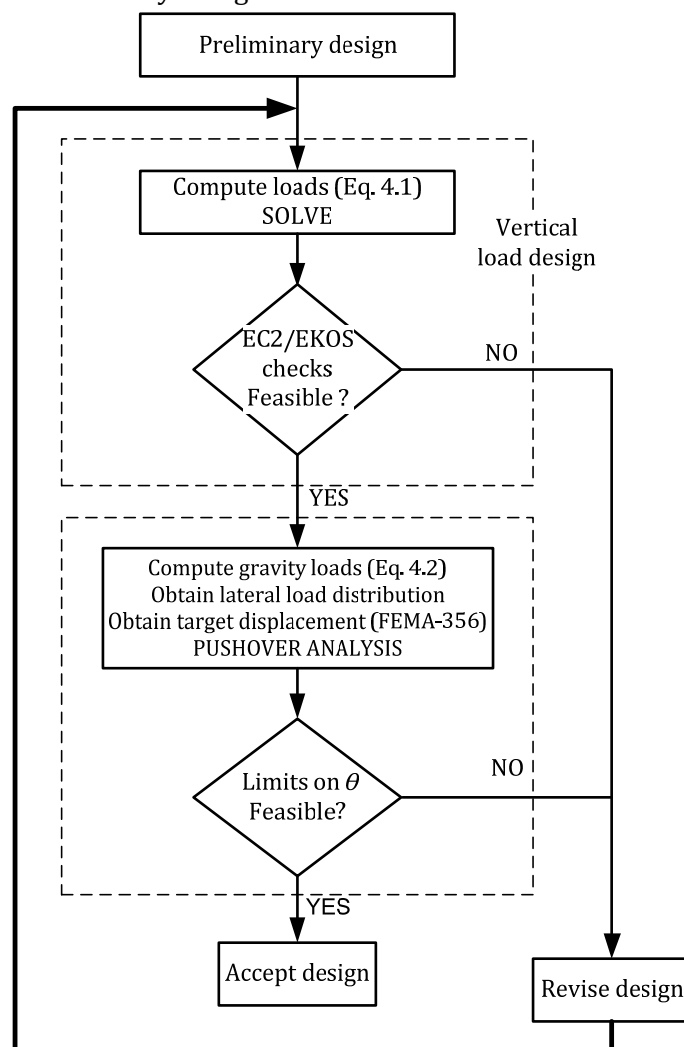 Preliminary design
Compute loads (Eq. 4.1)
SOLVE
Vertical
load design
EC2/EKOS
checks
Feasible ?
NO
YES
Compute gravity loads (Eq. 4.2)
Obtain lateral load distribution
Obtain target displacement (FEMA-356)
PUSHOVER ANALYSIS
Limits on θ
Feasible?
NO
YES
Accept design
Revise design